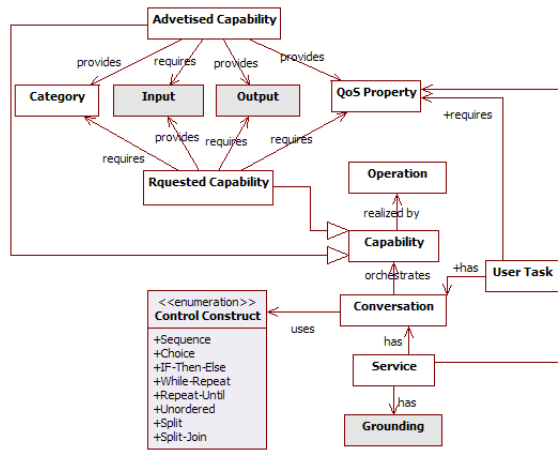 Advetised Capability
provides
requires
provides
provides
Category
Input
Output
QoS Property
+requires
requires
provides
requires
requires
Rquested Capability
Operation
realized by
Capability
orchestrates
+has
User Task
<<enumeration>>
Control Construct
+Sequence
+Choice
+IF-Then-Else
+While-Repeat
+Repeat-Until
+Unordered
+Split
+Split-Join
uses
Conversation
has
Service
has
Grounding